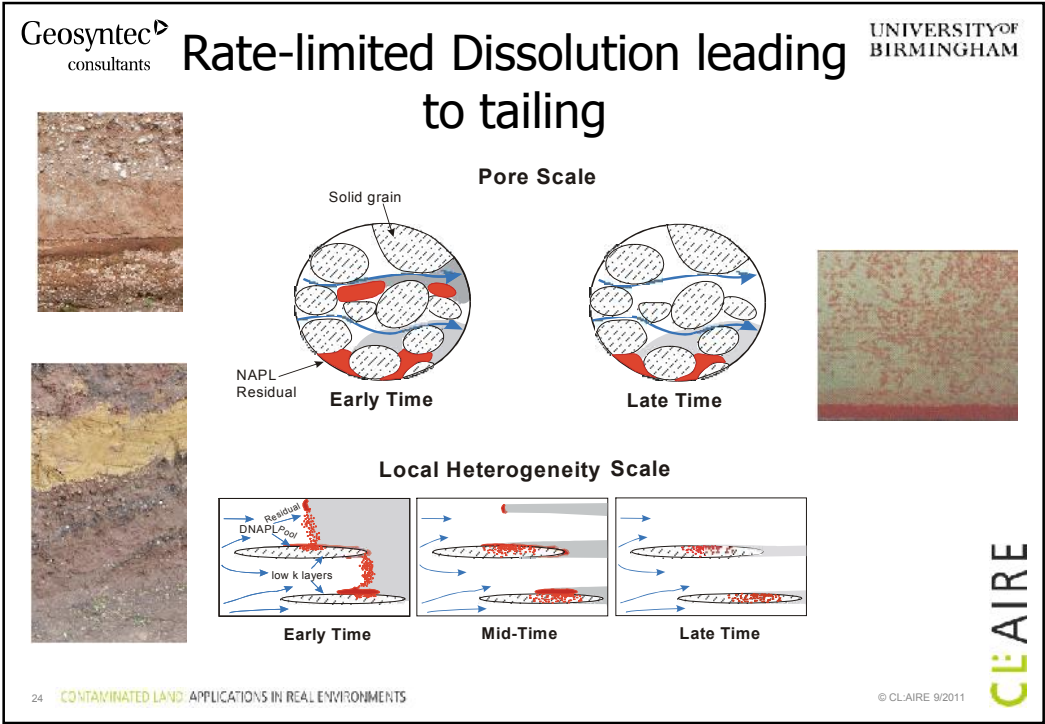 Geosyntec
consultants
Rate-limited Dissolution leading
to tailing
UNIVERSITY OF
BIRMINGHAM
Pore Scale
Solid grain
NAPL
Residual
Early Time
Late Time
Local Heterogeneity Scale
Residual
DNAPL Pool
low k layers
Early Time
Mid-Time
Late Time
24
CONTAMINATED LAND: APPLICATIONS IN REAL ENVIRONMENTS
© CL:AIRE 9/2011
CL:AIRE